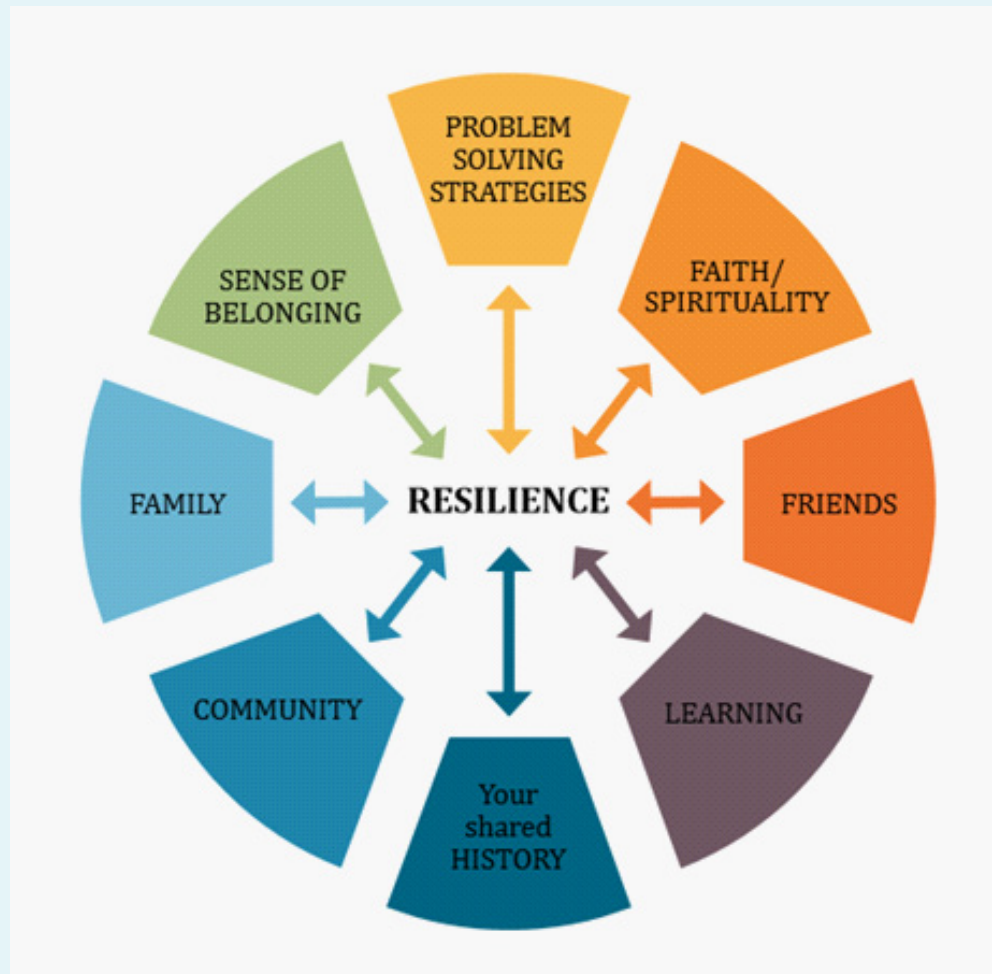 PROBLEM
SOLVING
STRATEGIES
FAITH/
SPIRITUALITY
SENSE OF
BELONGING
FAMILY
RESILIENCE
FRIENDS
COMMUNITY
LEARNING
Your
shared
HISTORY